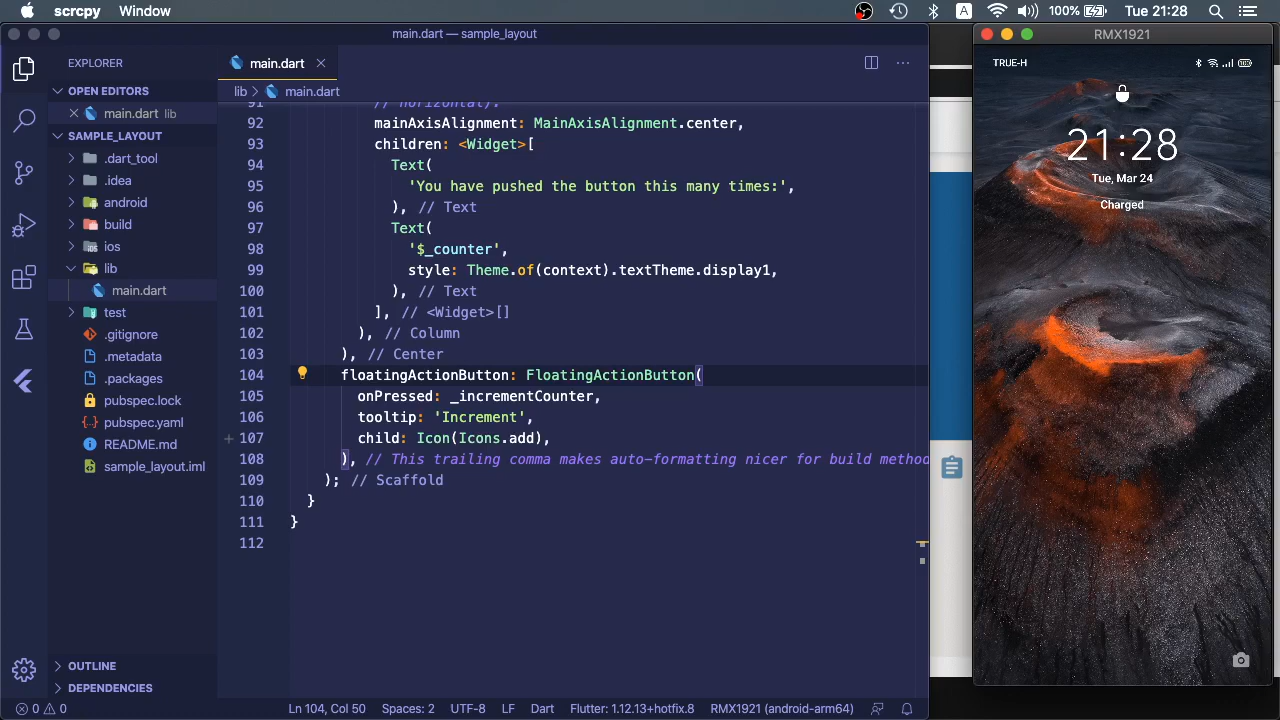 scrcpy Window
A 100% Tue 21:28
main.dart — sample_layout
RMX1921
EXPLORER
main.dart
OPEN EDITORS
main.dart lib
lib > main.dart
SAMPLE_LAYOUT
.dart_tool
.idea
android
build
ios
lib
main.dart
test
.gitignore
.metadata
.packages
pubspec.lock
pubspec.yaml
README.md
sample_layout.iml
OUTLINE
DEPENDENCIES
91 // horizontal).
92 mainAxisAlignment: MainAxisAlignment.center,
93 children: <Widget>[
94 Text(
95 'You have pushed the button this many times:',
96 ), // Text
97 Text(
98 '$_counter',
99 style: Theme.of(context).textTheme.display1,
100 ), // Text
101 ], // <Widget>[]
102 ), // Column
103 ), // Center
104 floatingActionButton: FloatingActionButton(
105 onPressed: _incrementCounter,
106 tooltip: 'Increment',
107 child: Icon(Icons.add),
108 ), // This trailing comma makes auto-formatting nicer for build method
109 ); // Scaffold
110 }
111 }
112
TRUE-H
21:28
Tue, Mar 24
Charged
0 0 Ln 104, Col 50 Spaces: 2 UTF-8 LF Dart Flutter: 1.12.13+hotfix.8 RMX1921 (android-arm64)